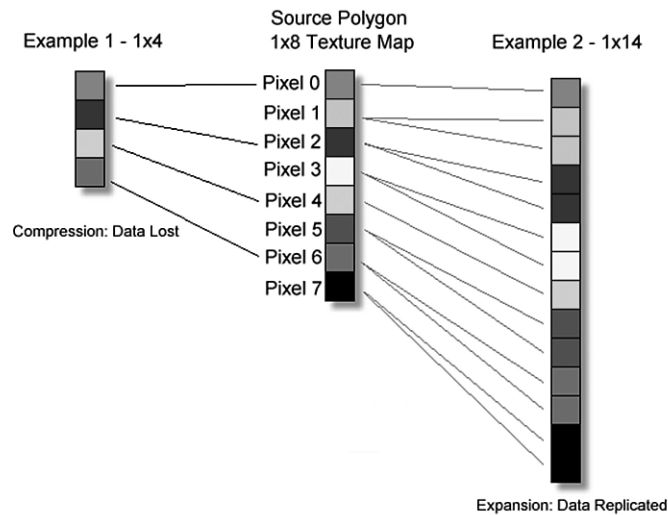 Source Polygon
Example 1 - 1x4
1x8 Texture Map
Example 2 - 1x14
Pixel 0
Pixel 1
Pixel 2
Pixel 3
Pixel 4
Pixel 5
Pixel 6
Pixel 7
Compression: Data Lost
Expansion: Data Replicated